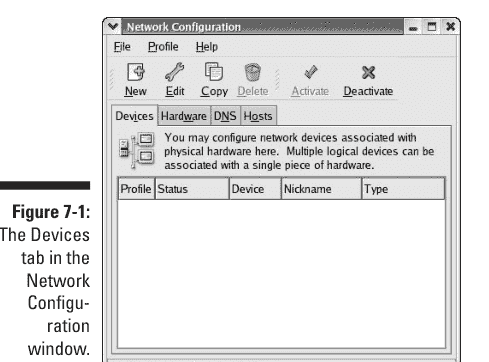 Network Configuration
File Profile Help
New Edit Copy Delete Activate Deactivate
Devices Hardware DNS Hosts
You may configure network devices associated with
physical hardware here. Multiple logical devices can be
associated with a single piece of hardware.
Profile Status Device Nickname Type
Figure 7-1:
The Devices
tab in the
Network
Configu-
ration
window.